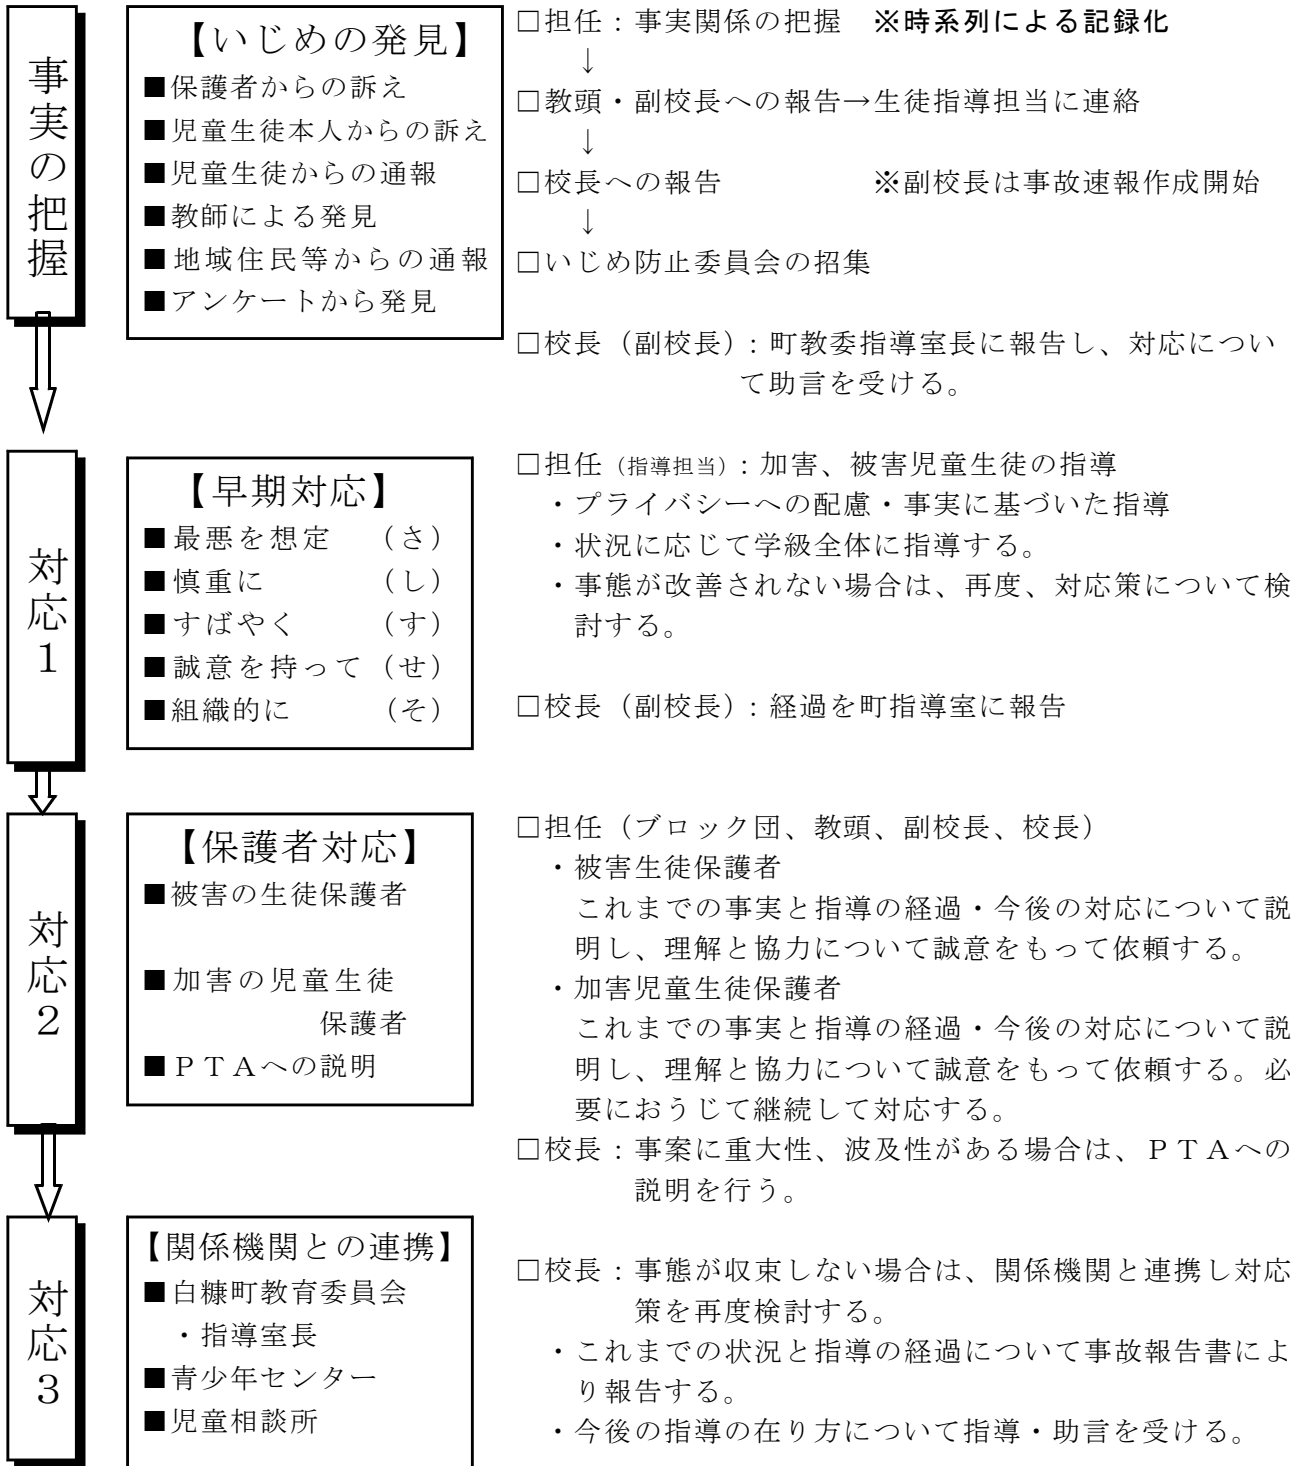 事実の把握
【いじめの発見】
■保護者からの訴え
■児童生徒本人からの訴え
■児童生徒からの通報
■教師による発見
■地域住民等からの通報
■アンケートから発見
□担任：事実関係の把握　※時系列による記録化
↓
□教頭・副校長への報告→生徒指導担当に連絡
↓
□校長への報告　　　　　※副校長は事故速報作成開始
↓
□いじめ防止委員会の招集
□校長（副校長）：町教委指導室長に報告し、対応につい
て助言を受ける。
対応１
【早期対応】
■最悪を想定　（さ）
■慎重に　　　（し）
■すばやく　　（す）
■誠意を持って（せ）
■組織的に　　（そ）
□担任（指導担当）：加害、被害児童生徒の指導
・プライバシーへの配慮・事実に基づいた指導
・状況に応じて学級全体に指導する。
・事態が改善されない場合は、再度、対応策について検
討する。
□校長（副校長）：経過を町指導室に報告
対応２
【保護者対応】
■被害の生徒保護者
■加害の児童生徒
保護者
■ＰＴＡへの説明
□担任（ブロック団、教頭、副校長、校長）
・被害生徒保護者
これまでの事実と指導の経過・今後の対応について説
明し、理解と協力について誠意をもって依頼する。
・加害児童生徒保護者
これまでの事実と指導の経過・今後の対応について説
明し、理解と協力について誠意をもって依頼する。必
要におうじて継続して対応する。
□校長：事案に重大性、波及性がある場合は、ＰＴＡへの
説明を行う。
対応３
【関係機関との連携】
■白糠町教育委員会
・指導室長
■青少年センター
■児童相談所
□校長：事態が収束しない場合は、関係機関と連携し対応
策を再度検討する。
・これまでの状況と指導の経過について事故報告書によ
り報告する。
・今後の指導の在り方について指導・助言を受ける。